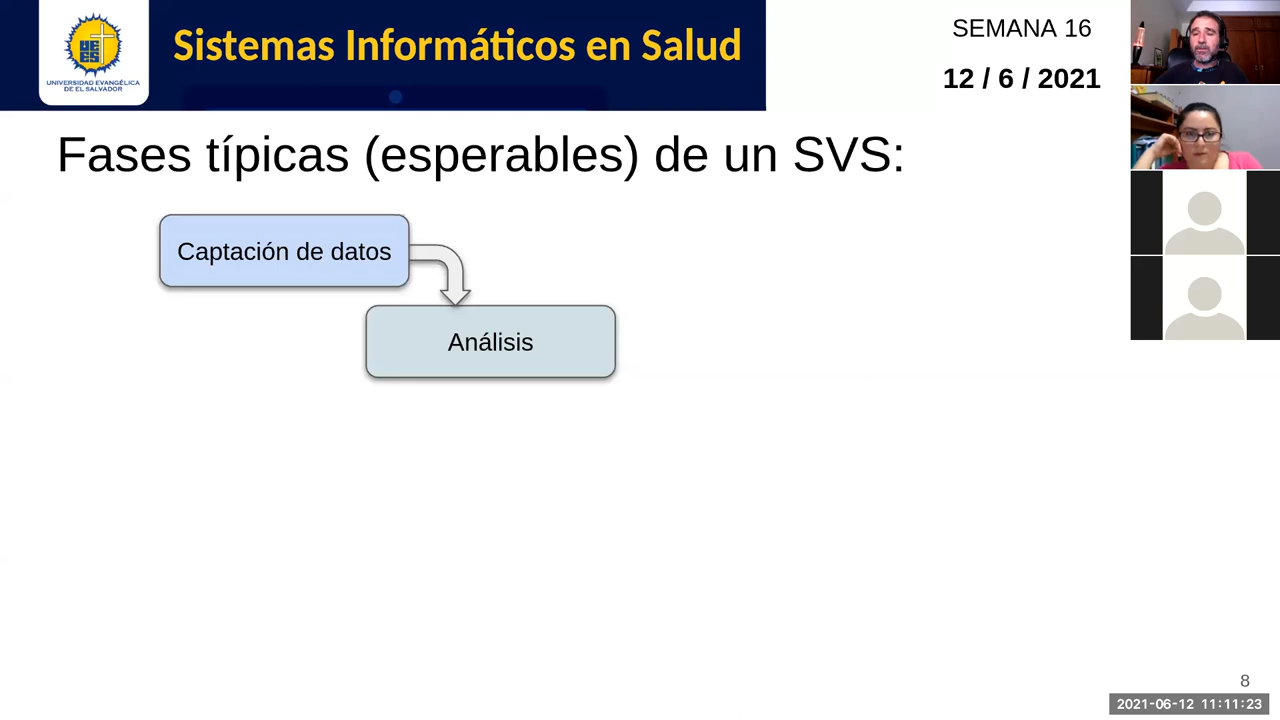 UNIVERSIDAD EVANGÉLICA
DE EL SALVADOR
Sistemas Informáticos en Salud
SEMANA 16
12 / 6 / 2021
Fases típicas (esperables) de un SVS:
Captación de datos
Análisis
8
2021-06-12 11:11:23